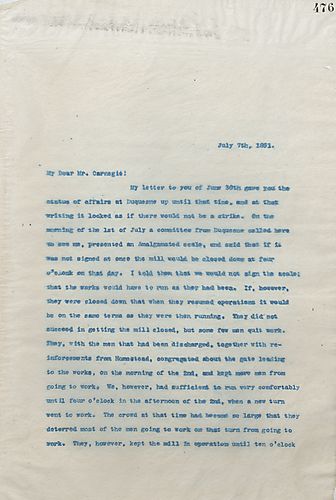 476
July 7th, 1891.
My Dear Mr. Carnegie:
My letter to you of June 30th gave you the
status of affairs at Duquesne up until that time, and at that
writing it looked as if there would not be a strike. On the
morning of the 1st of July a committee from Duquesne called here
to see me, presented an Amalgamated scale, and said that if it
was not signed at once the mill would be closed down at four
o'clock on that day. I told them that we would not sign the scale;
that the works would have to run as they had been. If, however,
they were closed down that when they resumed operations it would
be on the same terms as they were then running. They did not
succeed in getting the mill closed, but some few men quit work.
They, with the men that had been discharged, together with re-
inforcements from Homestead, congregated about the gate leading
to the works, on the morning of the 2nd, and kept more men from
going to work. We, however, had sufficient to run very comfortably
until four o'clock in the afternoon of the 2nd, when a new turn
went to work. The crowd at that time had become so large that they
deterred most of the men going to work on that turn from going to
work. They, however, kept the mill in operation until ten o'clock